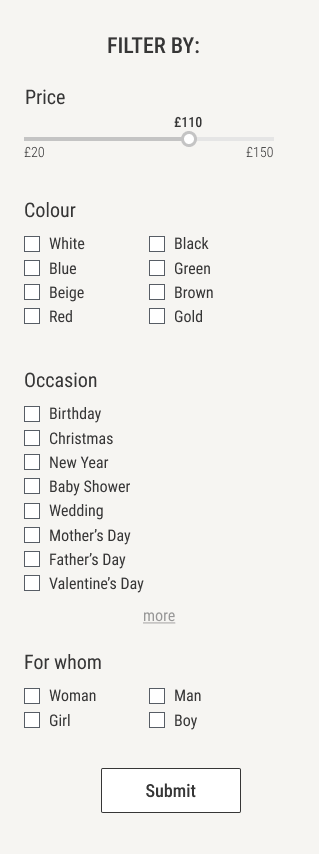 FILTER BY:
Price
£110
£20 £150
Colour
White Black
Blue Green
Beige Brown
Red Gold
Occasion
Birthday
Christmas
New Year
Baby Shower
Wedding
Mother’s Day
Father’s Day
Valentine’s Day
more
For whom
Woman Man
Girl Boy
Submit